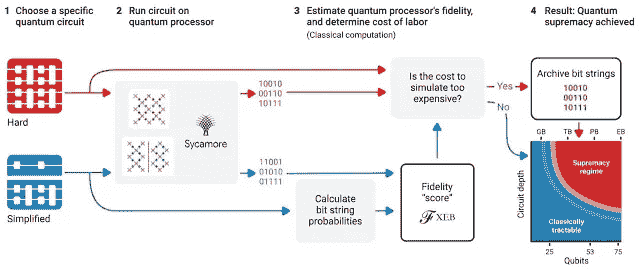 1 Choose a specific
quantum circuit
2 Run circuit on
quantum processor
3 Estimate quantum processor's fidelity,
and determine cost of labor
(Classical computation)
4 Result: Quantum
supremacy achieved
Hard
Simplified
Sycamore
10010
00110
10111
11001
01010
01111
Calculate
bit string
probabilities
Is the cost to
simulate too
expensive?
Fidelity
"score"
ℱ XEB
Yes
No
Archive bit strings
10010
00110
10111
GB TB PB EB
Supremacy
regime
Classically
tractable
Circuit depth
25 53 75
Qubits